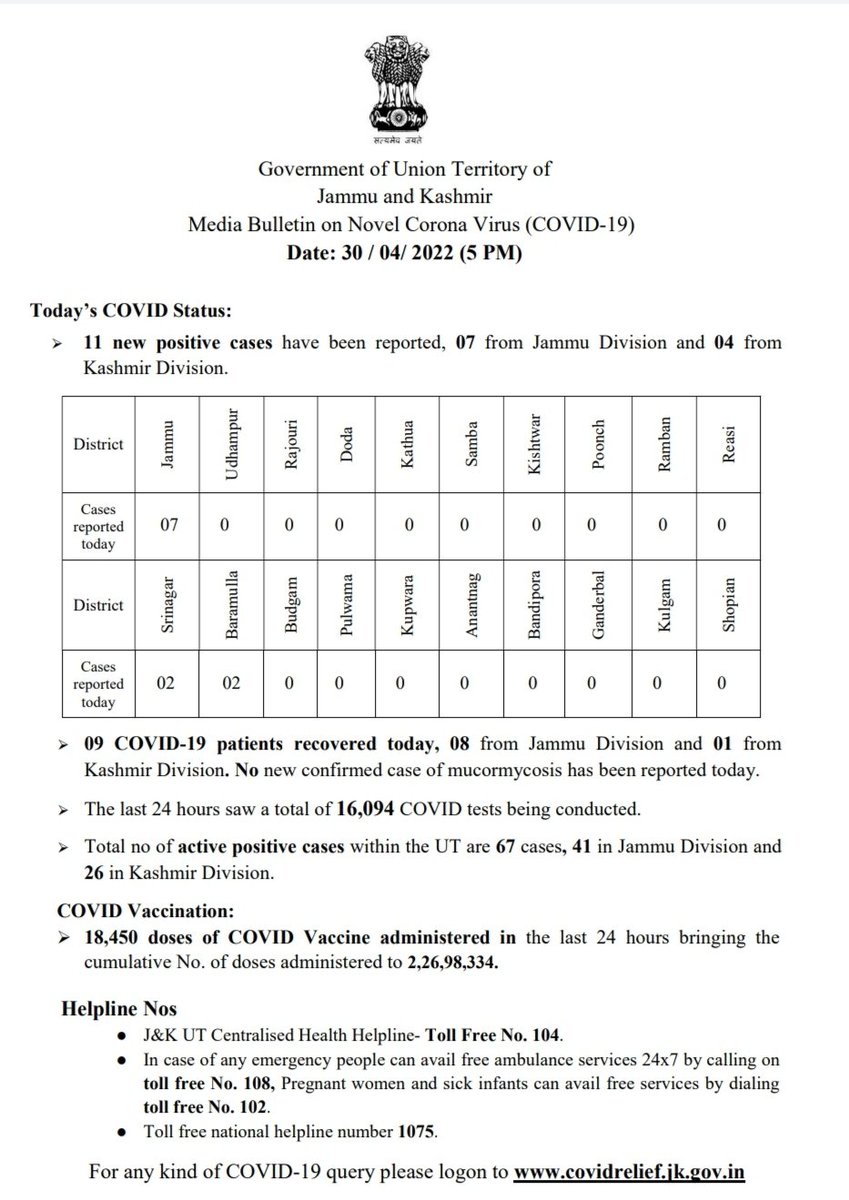 सत्यमेव जयते
Government of Union Territory of
Jammu and Kashmir
Media Bulletin on Novel Corona Virus (COVID-19)
Date: 30 / 04/ 2022 (5 PM)
Today’s COVID Status:
➢ 11 new positive cases have been reported, 07 from Jammu Division and 04 from
Kashmir Division.
District Jammu Udhampur Rajouri Doda Kathua Samba Kishtwar Poonch Ramban Reasi
Cases
reported
today 07 0 0 0 0 0 0 0 0 0
District Srinagar Baramulla Budgam Pulwama Kupwara Anantnag Bandipora Ganderbal Kulgam Shopian
Cases
reported
today 02 02 0 0 0 0 0 0 0 0
➢ 09 COVID-19 patients recovered today, 08 from Jammu Division and 01 from
Kashmir Division. No new confirmed case of mucormycosis has been reported today.
➢ The last 24 hours saw a total of 16,094 COVID tests being conducted.
➢ Total no of active positive cases within the UT are 67 cases, 41 in Jammu Division and
26 in Kashmir Division.
COVID Vaccination:
➢ 18,450 doses of COVID Vaccine administered in the last 24 hours bringing the
cumulative No. of doses administered to 2,26,98,334.
Helpline Nos
● J&K UT Centralised Health Helpline- Toll Free No. 104.
● In case of any emergency people can avail free ambulance services 24x7 by calling on
toll free No. 108, Pregnant women and sick infants can avail free services by dialing
toll free No. 102.
● Toll free national helpline number 1075.
For any kind of COVID-19 query please logon to www.covidrelief.jk.gov.in